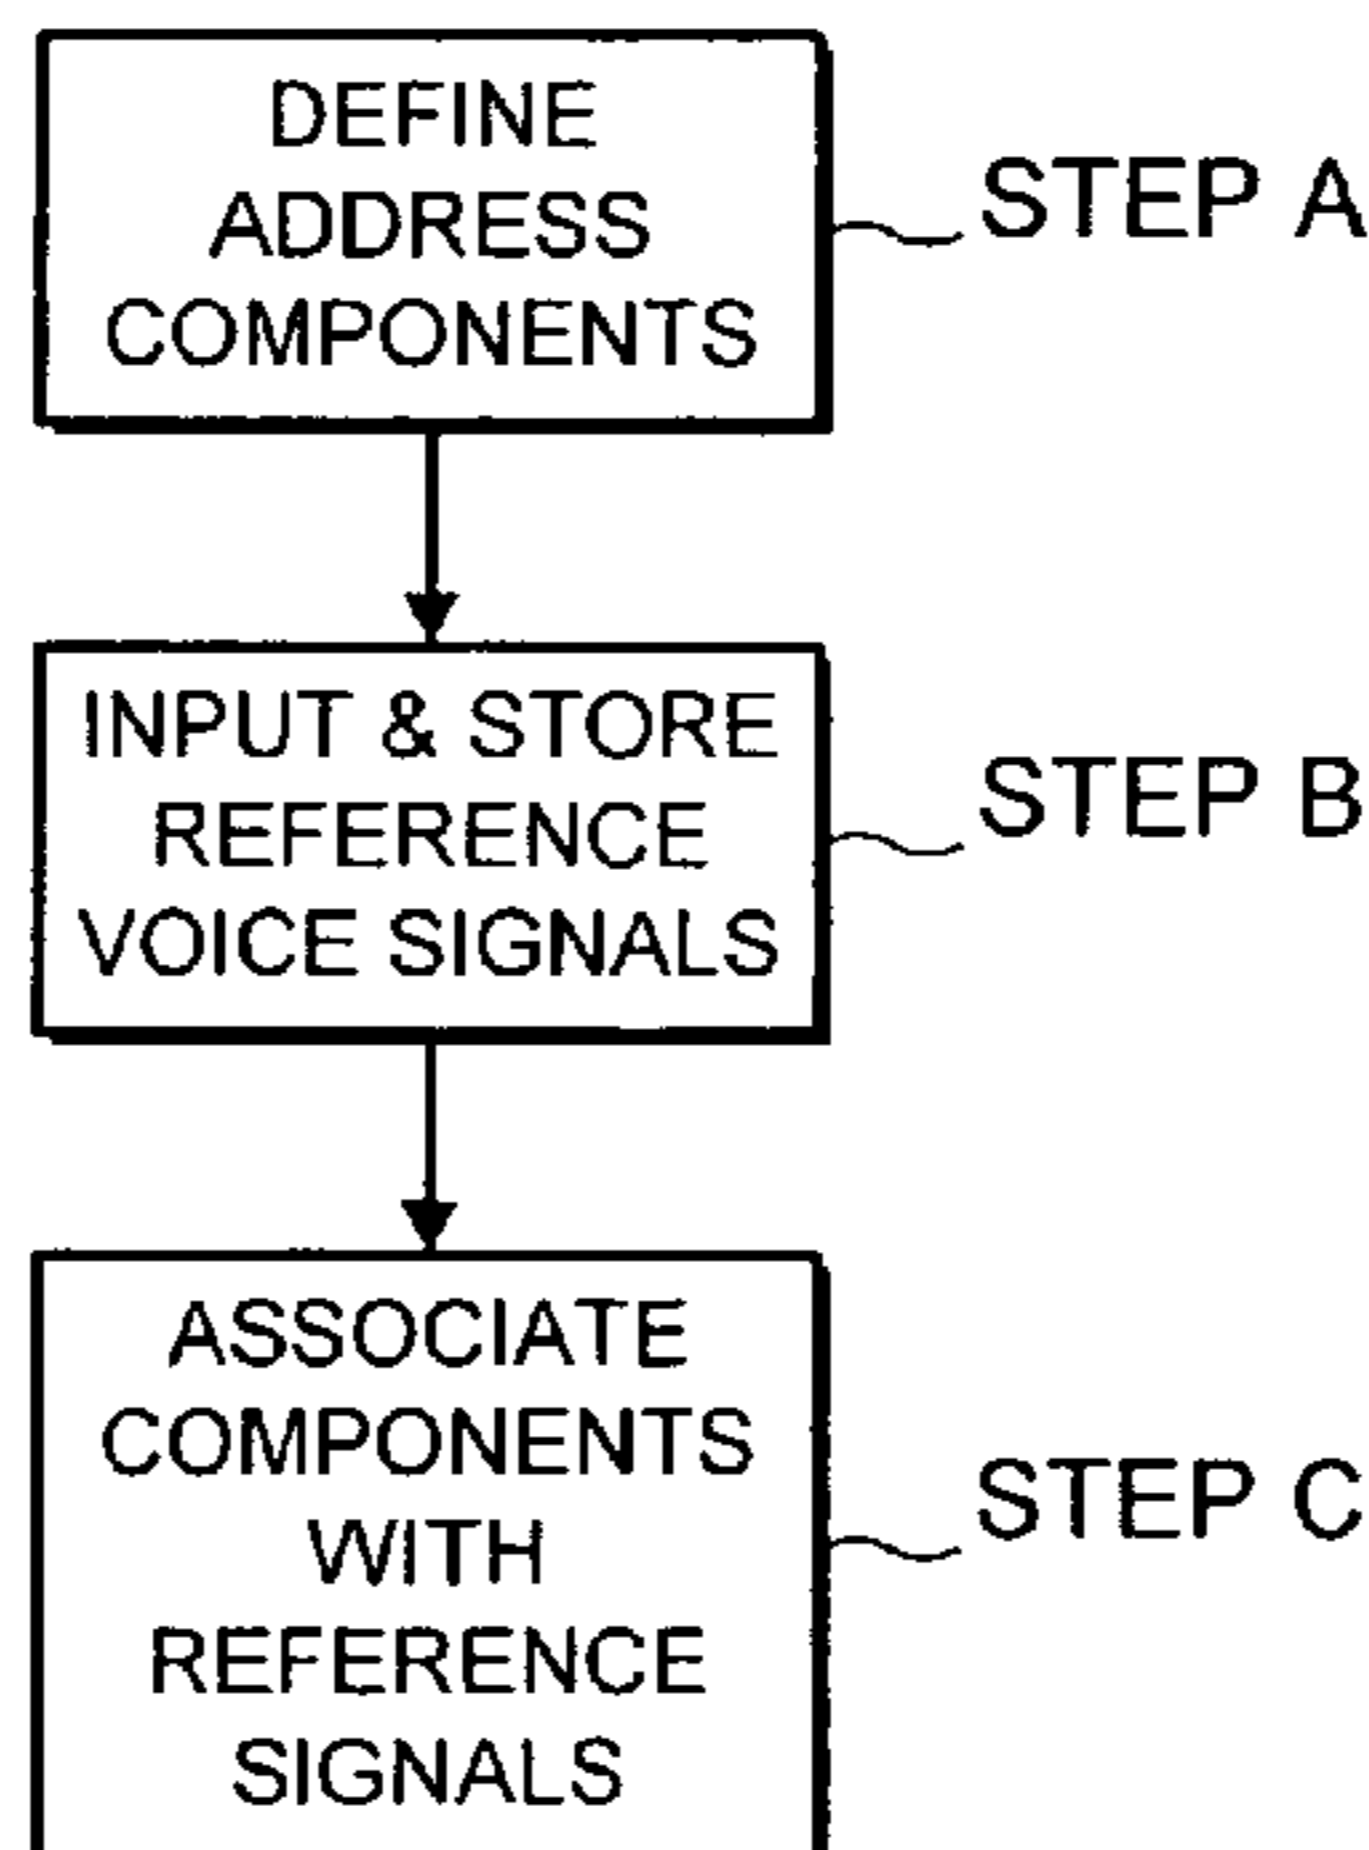 DEFINE
ADDRESS
COMPONENTS
STEP A
INPUT & STORE
REFERENCE
VOICE SIGNALS
STEP B
ASSOCIATE
COMPONENTS
WITH
REFERENCE
SIGNALS
STEP C